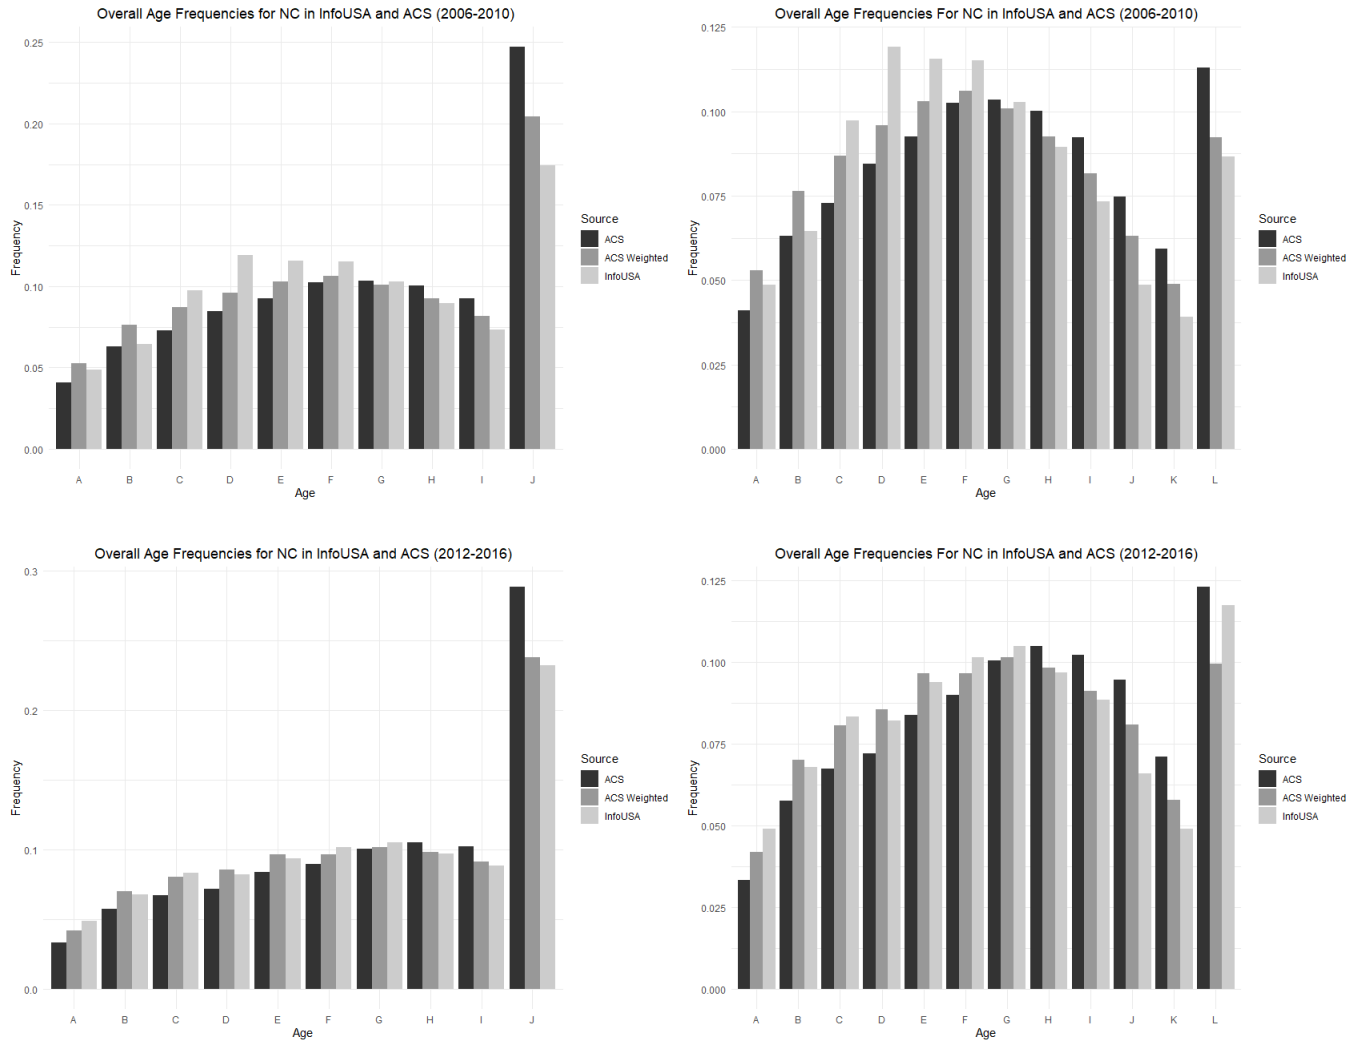 Overall Age Frequencies for NC in InfoUSA and ACS (2006-2010)
0.25
0.20
0.15
0.10
0.05
0.00
Frequency
A B C D E F G H I J
Age
Source
ACS
ACS Weighted
InfoUSA
Overall Age Frequencies For NC in InfoUSA and ACS (2006-2010)
0.125
0.100
0.075
0.050
0.025
0.000
Frequency
A B C D E F G H I J K L
Age
Source
ACS
ACS Weighted
InfoUSA
Overall Age Frequencies for NC in InfoUSA and ACS (2012-2016)
0.3
0.2
0.1
0.0
Frequency
A B C D E F G H I J
Age
Source
ACS
ACS Weighted
InfoUSA
Overall Age Frequencies For NC in InfoUSA and ACS (2012-2016)
0.125
0.100
0.075
0.050
0.025
0.000
Frequency
A B C D E F G H I J K L
Age
Source
ACS
ACS Weighted
InfoUSA